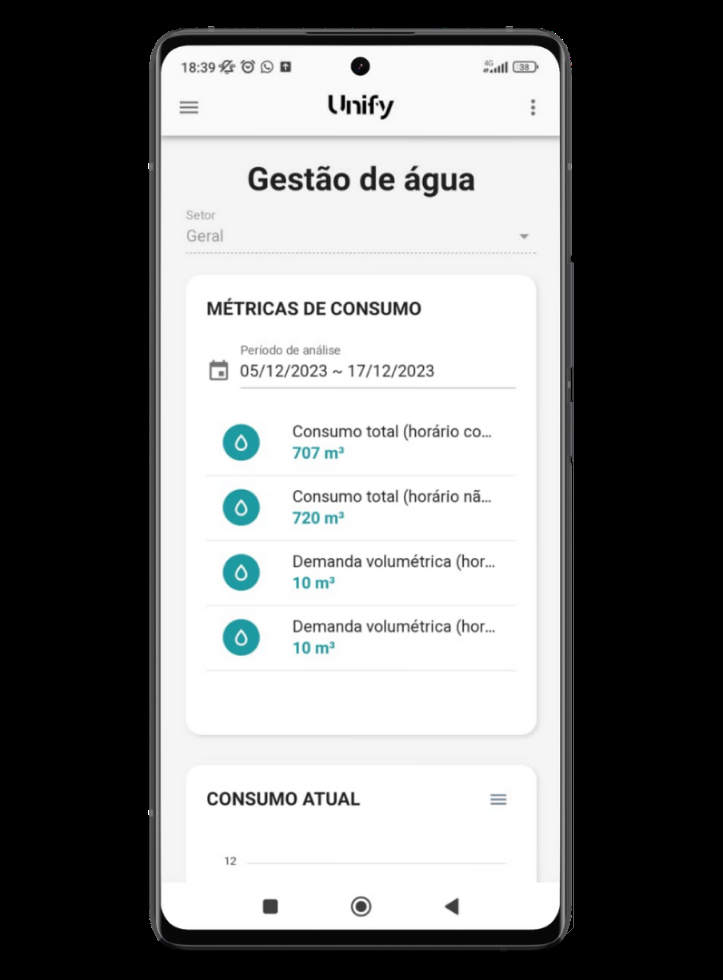 18:39
4G
38
Unify
Gestão de água
Setor
Geral
MÉTRICAS DE CONSUMO
Período de análise
05/12/2023 ~ 17/12/2023
Consumo total (horário co...
707 m³
Consumo total (horário nã...
720 m³
Demanda volumétrica (hor...
10 m³
Demanda volumétrica (hor...
10 m³
CONSUMO ATUAL
12